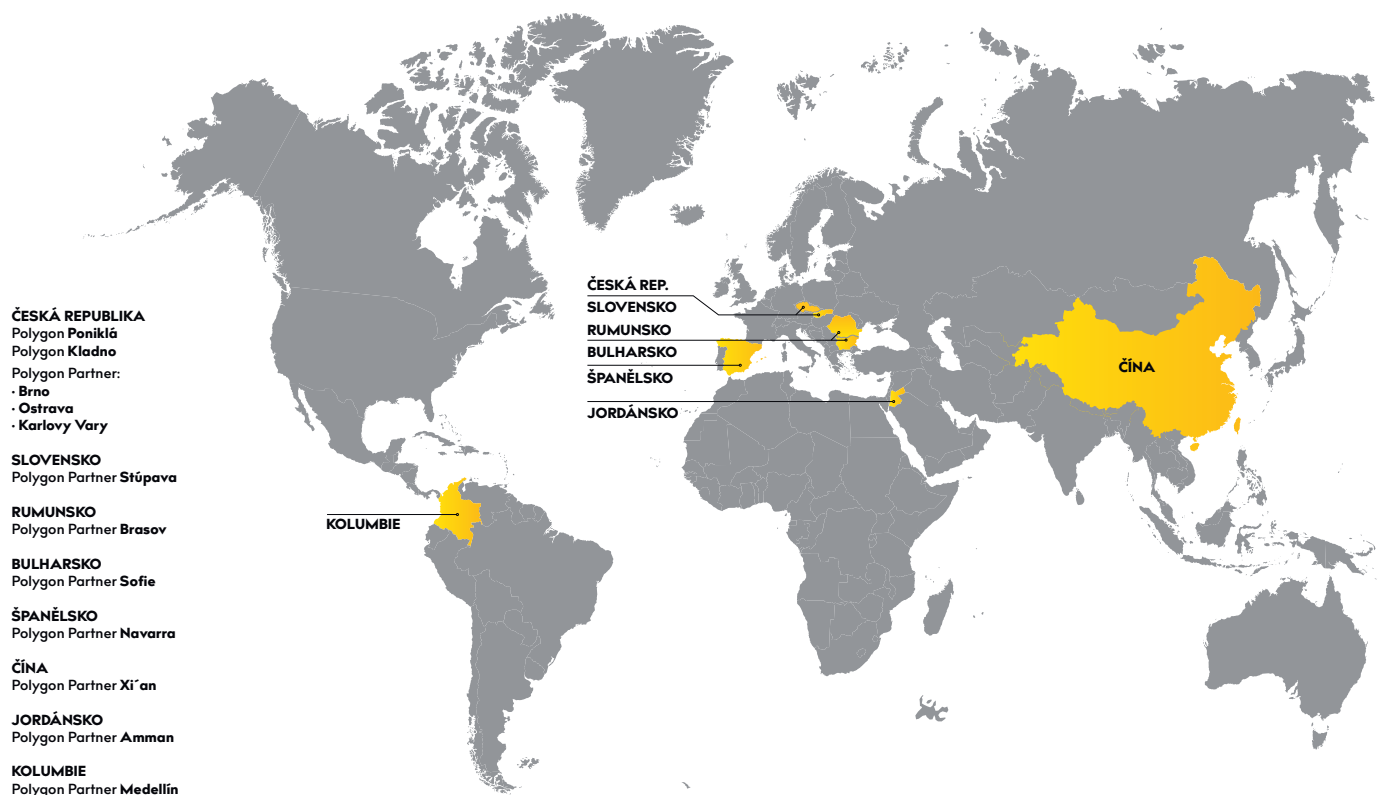 ČESKÁ REPUBLIKA
Polygon Poniklá
Polygon Kladno
Polygon Partner:
· Brno
· Ostrava
· Karlovy Vary
SLOVENSKO
Polygon Partner Stúpava
RUMUNSKO
Polygon Partner Brasov
BULHARSKO
Polygon Partner Sofie
ŠPANĚLSKO
Polygon Partner Navarra
ČÍNA
Polygon Partner Xi´an
JORDÁNSKO
Polygon Partner Amman
KOLUMBIE
Polygon Partner Medellín
KOLUMBIE
ČESKÁ REP.
SLOVENSKO
RUMUNSKO
BULHARSKO
ŠPANĚLSKO
JORDÁNSKO
ČÍNA